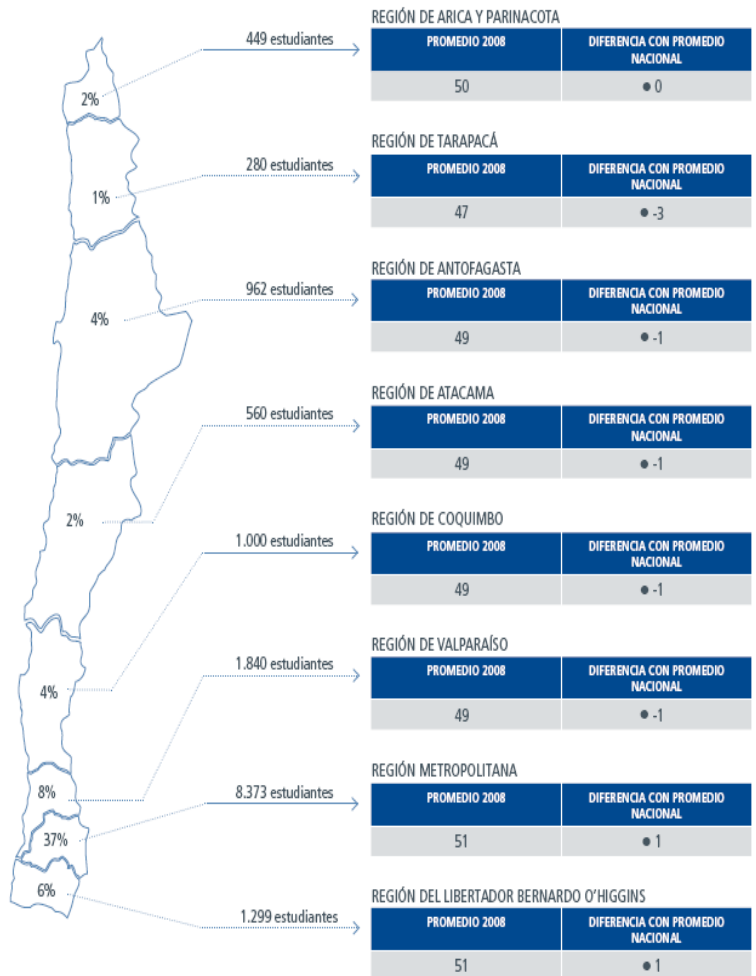 REGIÓN DE ARICA Y PARINACOTA
449 estudiantes
PROMEDIO 2008
DIFERENCIA CON PROMEDIO
NACIONAL
2%
50
● 0
REGIÓN DE TARAPACÁ
280 estudiantes
PROMEDIO 2008
DIFERENCIA CON PROMEDIO
NACIONAL
1%
47
● -3
REGIÓN DE ANTOFAGASTA
962 estudiantes
PROMEDIO 2008
DIFERENCIA CON PROMEDIO
NACIONAL
4%
49
● -1
REGIÓN DE ATACAMA
560 estudiantes
PROMEDIO 2008
DIFERENCIA CON PROMEDIO
NACIONAL
49
● -1
2%
REGIÓN DE COQUIMBO
1.000 estudiantes
PROMEDIO 2008
DIFERENCIA CON PROMEDIO
NACIONAL
49
● -1
REGIÓN DE VALPARAÍSO
1.840 estudiantes
PROMEDIO 2008
DIFERENCIA CON PROMEDIO
NACIONAL
4%
49
● -1
REGIÓN METROPOLITANA
8%
8.373 estudiantes
PROMEDIO 2008
DIFERENCIA CON PROMEDIO
NACIONAL
37%
51
● 1
6%
REGIÓN DEL LIBERTADOR BERNARDO O’HIGGINS
1.299 estudiantes
PROMEDIO 2008
DIFERENCIA CON PROMEDIO
NACIONAL
51
● 1